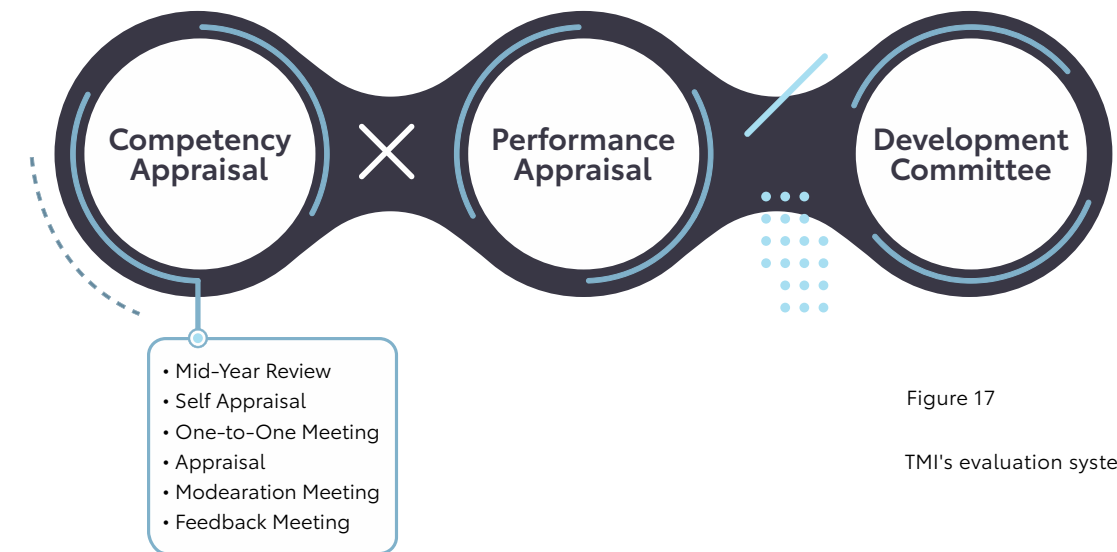 Competency
Appraisal
Performance
Appraisal
Development
Committee
• Mid-Year Review
• Self Appraisal
• One-to-One Meeting
• Appraisal
• Modearation Meeting
• Feedback Meeting
Figure 17
TMI's evaluation syste